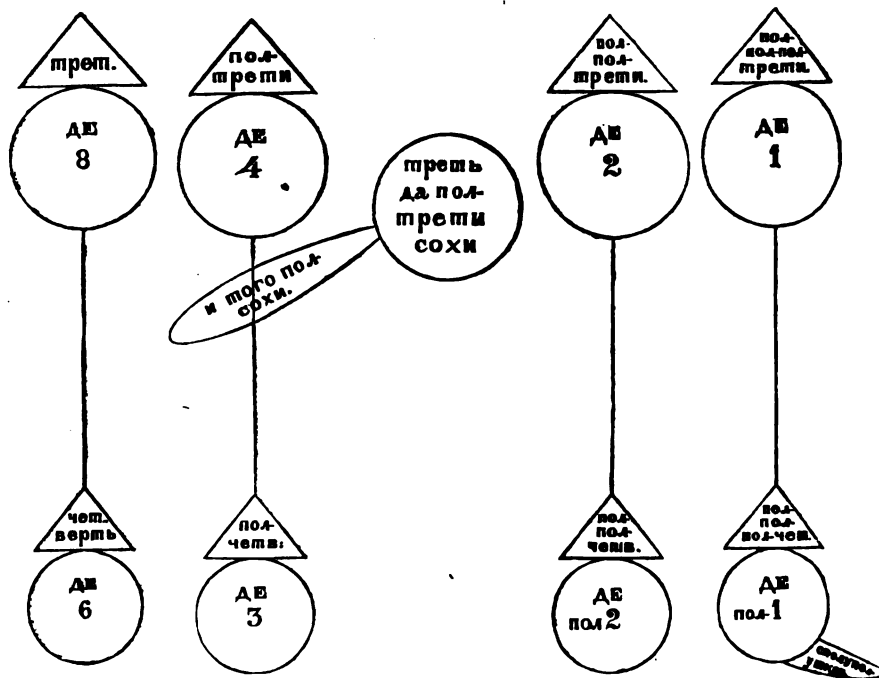 трет.
пол-
трети
пол-
пол-
трети.
пол-
пол-пол-
трети.
ДЕ
8
ДЕ
4
ДЕ
2
ДЕ
1
треть
да пол-
трети
сохи
и того пол-
сохи.
чет.
верть
пол-
четв:
пол-
пол-
четв.
пол-
пол-
пол-чет.
ДЕ
6
ДЕ
3
ДЕ
пол 2
ДЕ
пол-1
сполупол-
ушкою